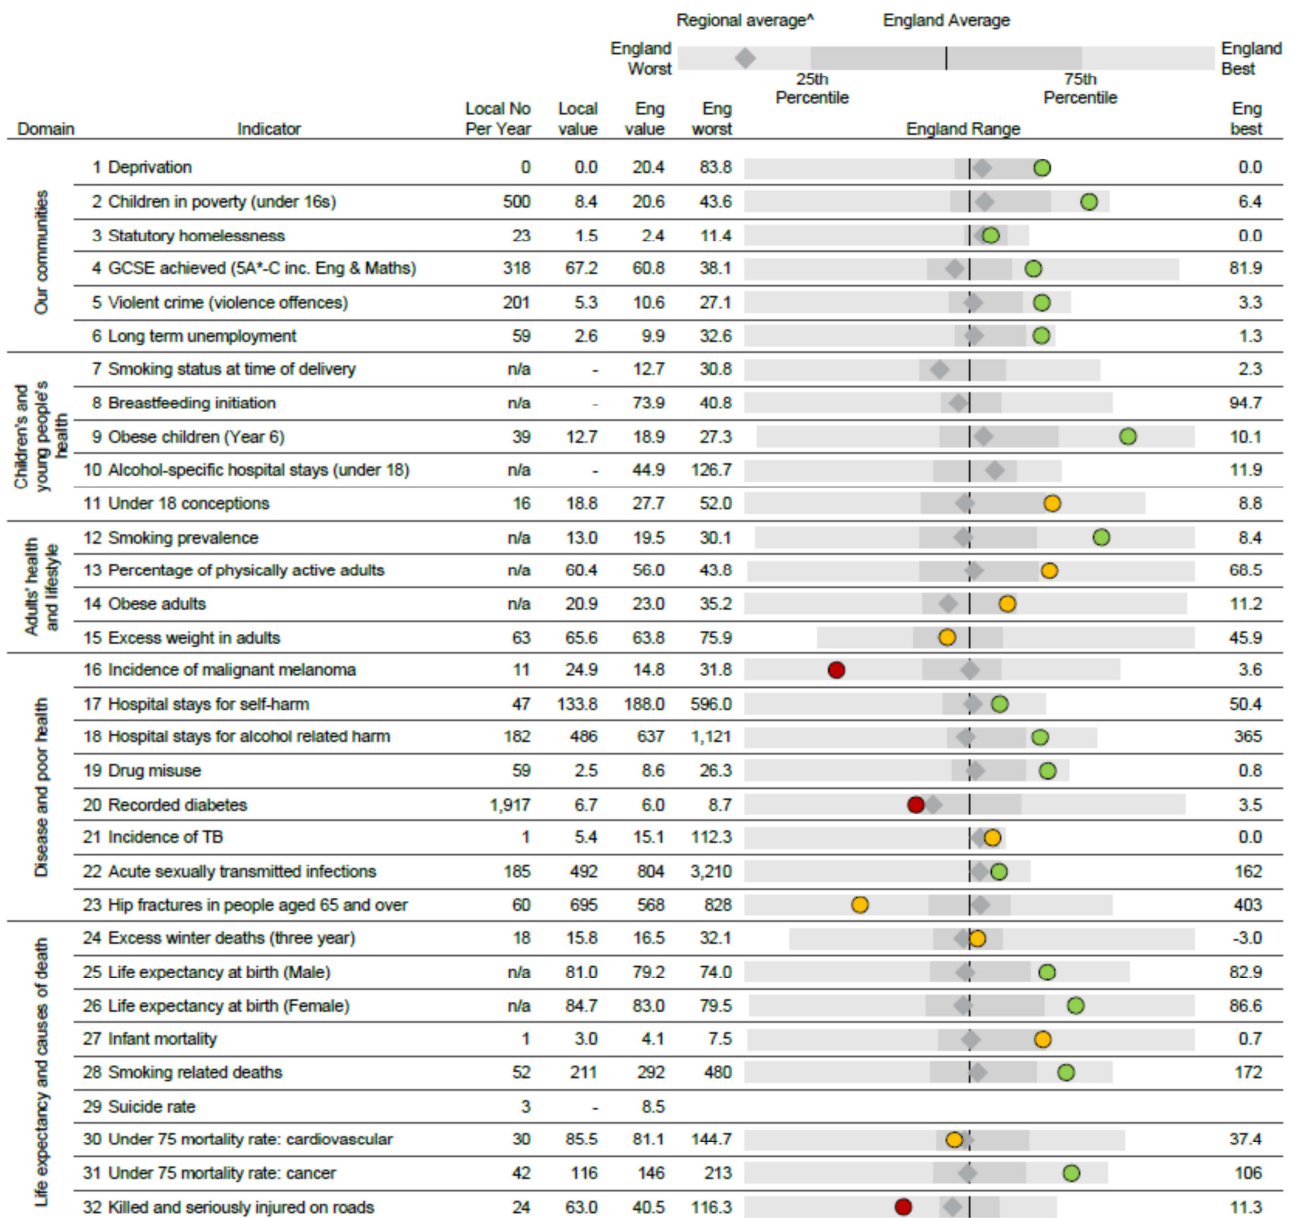 Regional average^ England Average
England Worst England Best
25th Percentile 75th Percentile
Domain Indicator Local No Per Year Local value Eng value Eng worst England Range Eng best
Our communities
1 Deprivation 0 0.0 20.4 83.8 0.0
2 Children in poverty (under 16s) 500 8.4 20.6 43.6 6.4
3 Statutory homelessness 23 1.5 2.4 11.4 0.0
4 GCSE achieved (5A*-C inc. Eng & Maths) 318 67.2 60.8 38.1 81.9
5 Violent crime (violence offences) 201 5.3 10.6 27.1 3.3
6 Long term unemployment 59 2.6 9.9 32.6 1.3
Children's and young people's health
7 Smoking status at time of delivery n/a - 12.7 30.8 2.3
8 Breastfeeding initiation n/a - 73.9 40.8 94.7
9 Obese children (Year 6) 39 12.7 18.9 27.3 10.1
10 Alcohol-specific hospital stays (under 18) n/a - 44.9 126.7 11.9
11 Under 18 conceptions 16 18.8 27.7 52.0 8.8
Adults' health and lifestyle
12 Smoking prevalence n/a 13.0 19.5 30.1 8.4
13 Percentage of physically active adults n/a 60.4 56.0 43.8 68.5
14 Obese adults n/a 20.9 23.0 35.2 11.2
15 Excess weight in adults 63 65.6 63.8 75.9 45.9
Disease and poor health
16 Incidence of malignant melanoma 11 24.9 14.8 31.8 3.6
17 Hospital stays for self-harm 47 133.8 188.0 596.0 50.4
18 Hospital stays for alcohol related harm 182 486 637 1,121 365
19 Drug misuse 59 2.5 8.6 26.3 0.8
20 Recorded diabetes 1,917 6.7 6.0 8.7 3.5
21 Incidence of TB 1 5.4 15.1 112.3 0.0
22 Acute sexually transmitted infections 185 492 804 3,210 162
23 Hip fractures in people aged 65 and over 60 695 568 828 403
Life expectancy and causes of death
24 Excess winter deaths (three year) 18 15.8 16.5 32.1 -3.0
25 Life expectancy at birth (Male) n/a 81.0 79.2 74.0 82.9
26 Life expectancy at birth (Female) n/a 84.7 83.0 79.5 86.6
27 Infant mortality 1 3.0 4.1 7.5 0.7
28 Smoking related deaths 52 211 292 480 172
29 Suicide rate 3 - 8.5
30 Under 75 mortality rate: cardiovascular 30 85.5 81.1 144.7 37.4
31 Under 75 mortality rate: cancer 42 116 146 213 106
32 Killed and seriously injured on roads 24 63.0 40.5 116.3 11.3